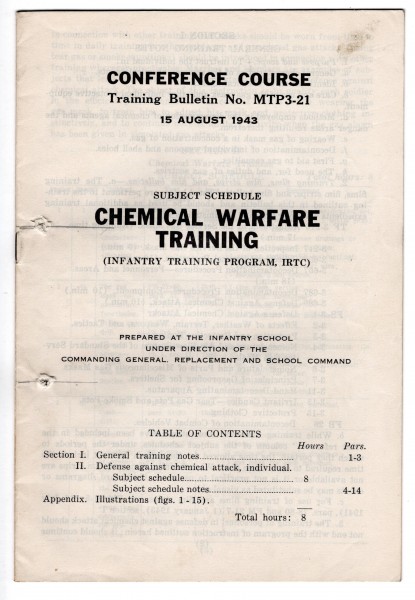 CONFERENCE COURSE
Training Bulletin No. MTP3-21
15 AUGUST 1943
SUBJECT SCHEDULE
CHEMICAL WARFARE
TRAINING
(INFANTRY TRAINING PROGRAM, IRTC)
PREPARED AT THE INFANTRY SCHOOL
UNDER DIRECTION OF THE
COMMANDING GENERAL, REPLACEMENT AND SCHOOL COMMAND
TABLE OF CONTENTS
Hours Pars.
Section I. General training notes 1-3
II. Defense against chemical attack, individual.
Subject schedule 8
Subject schedule notes 4-14
Appendix. Illustrations (figs. 1 - 15).
Total hours: 8